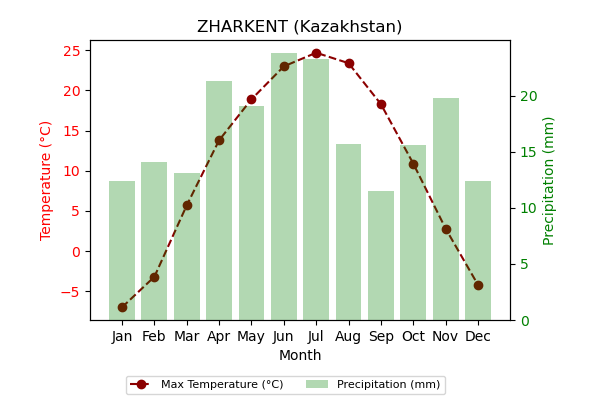 ZHARKENT (Kazakhstan)
Temperature (°C)
25
20
15
10
5
0
−5
Jan Feb Mar Apr May Jun Jul Aug Sep Oct Nov Dec
Month
20
15
10
5
0
Precipitation (mm)
Max Temperature (°C) Precipitation (mm)